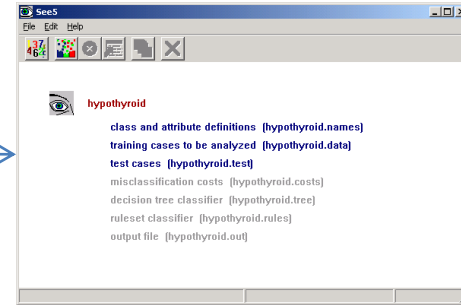 See5
File Edit Help
hypothyroid
class and attribute definitions (hypothyroid.names)
training cases to be analyzed (hypothyroid.data)
test cases (hypothyroid.test)
misclassification costs (hypothyroid.costs)
decision tree classifier (hypothyroid.tree)
ruleset classifier (hypothyroid.rules)
output file (hypothyroid.out)